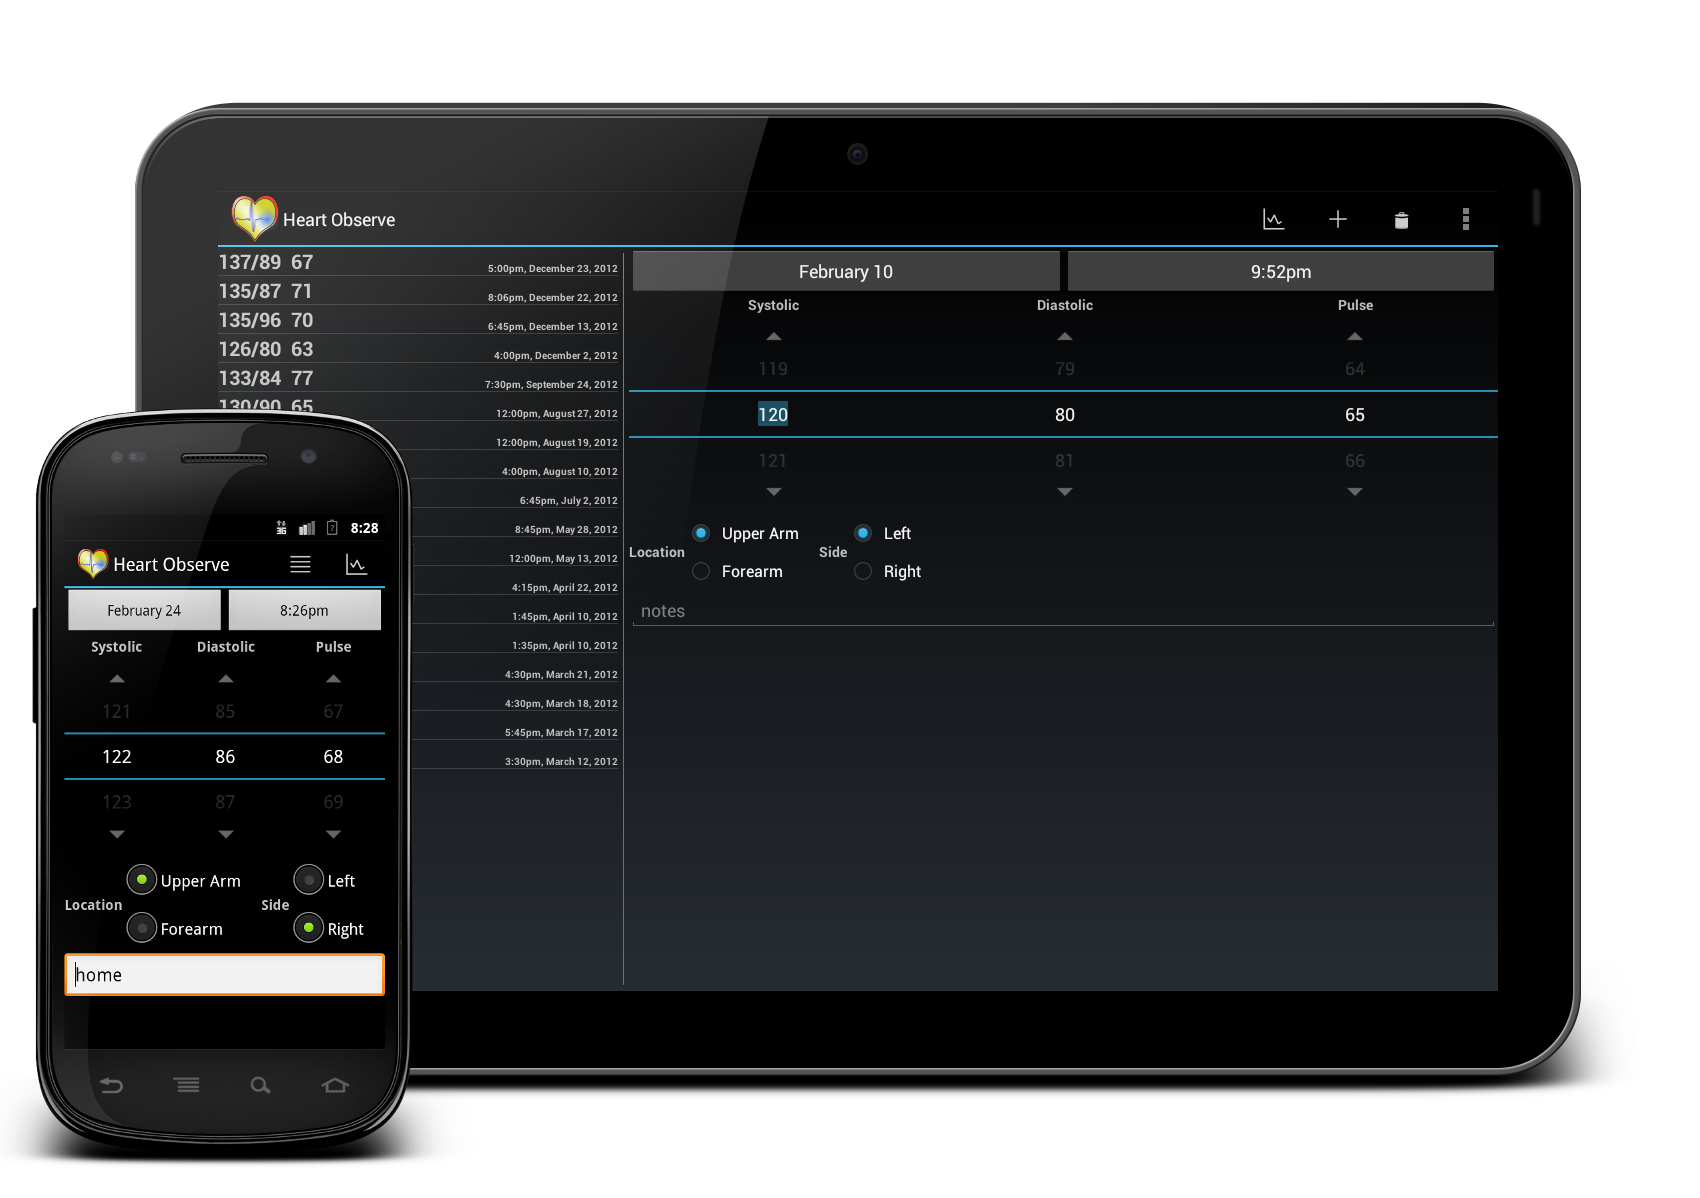 Heart Observe
137/89 67
5:00pm, December 23, 2012
135/87 71
8:06pm, December 22, 2012
135/96 70
6:45pm, December 13, 2012
126/80 63
4:00pm, December 2, 2012
133/84 77
7:30pm, September 24, 2012
130/90 65
12:00pm, August 27, 2012
12:00pm, August 19, 2012
4:00pm, August 10, 2012
6:45pm, July 2, 2012
8:45pm, May 28, 2012
12:00pm, May 13, 2012
4:15pm, April 22, 2012
1:45pm, April 10, 2012
1:35pm, April 10, 2012
4:30pm, March 21, 2012
4:30pm, March 18, 2012
5:45pm, March 17, 2012
3:30pm, March 12, 2012
February 10 9:52pm
Systolic Diastolic Pulse
119 79 64
120 80 65
121 81 66
Upper Arm Left
Location Side
Forearm Right
notes
3G 8:28
Heart Observe
February 24 8:26pm
Systolic Diastolic Pulse
121 85 67
122 86 68
123 87 69
Upper Arm Left
Location Side
Forearm Right
home